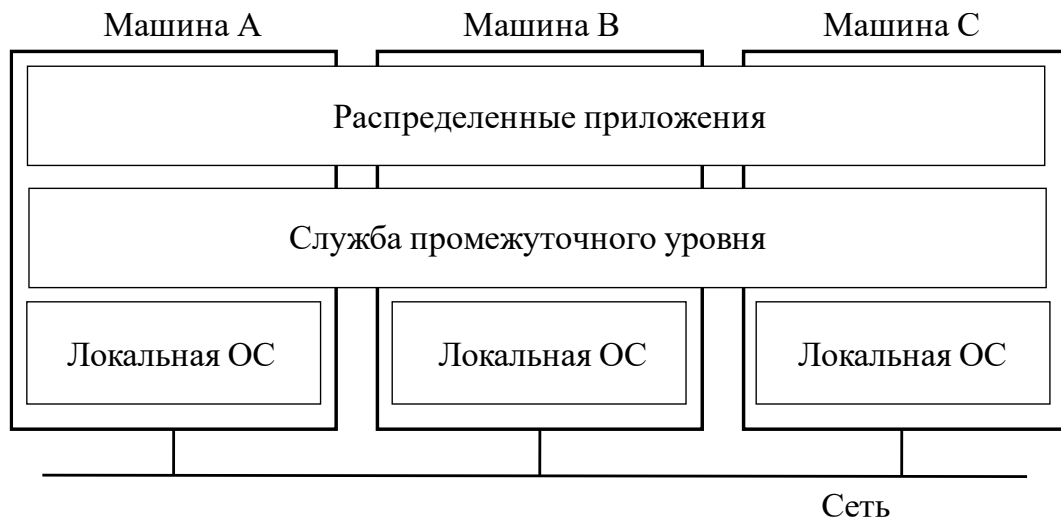 Машина A
Машина B
Машина C
Распределенные приложения
Служба промежуточного уровня
Локальная ОС
Локальная ОС
Локальная ОС
Сеть